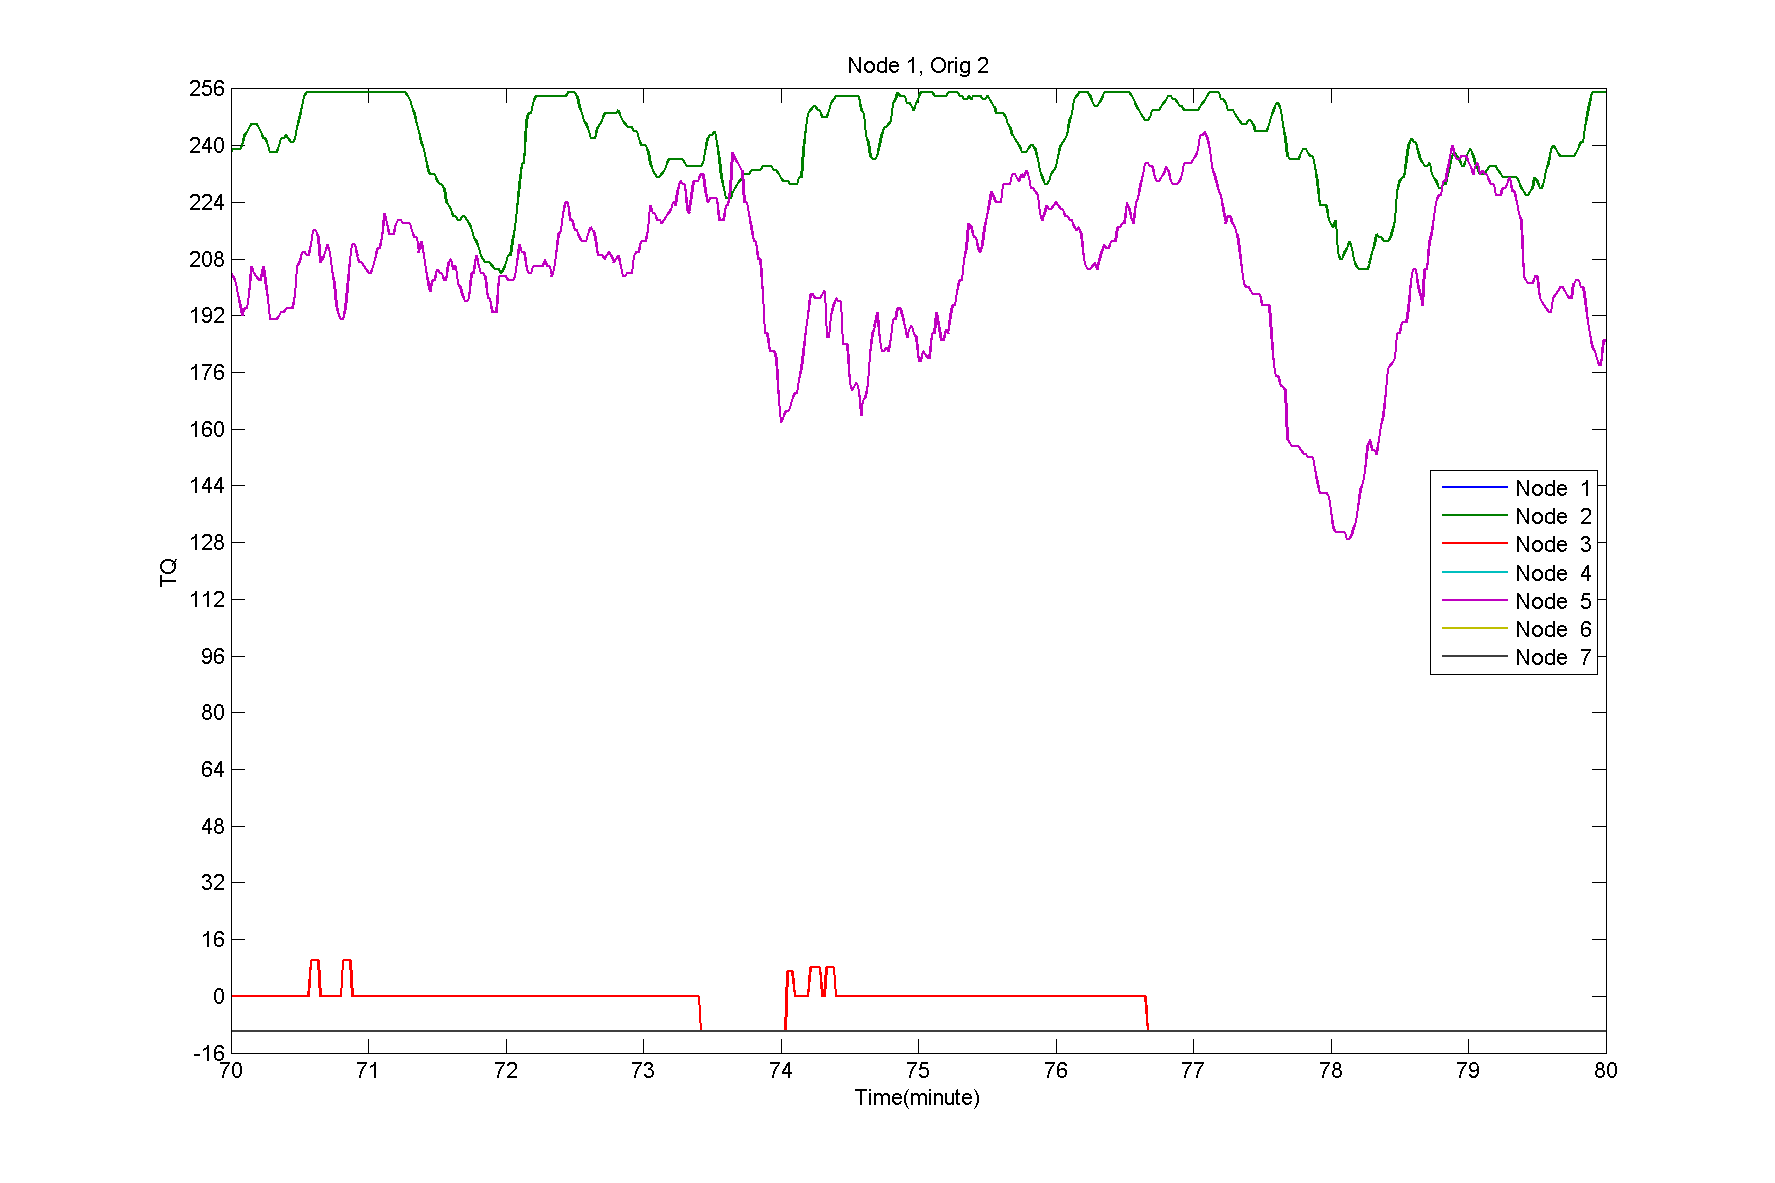 Node 1, Orig 2
256
240
224
208
192
176
160
144
128
112
96
80
64
48
32
16
0
-16
TQ
Node 1
Node 2
Node 3
Node 4
Node 5
Node 6
Node 7
70 71 72 73 74 75 76 77 78 79 80
Time(minute)